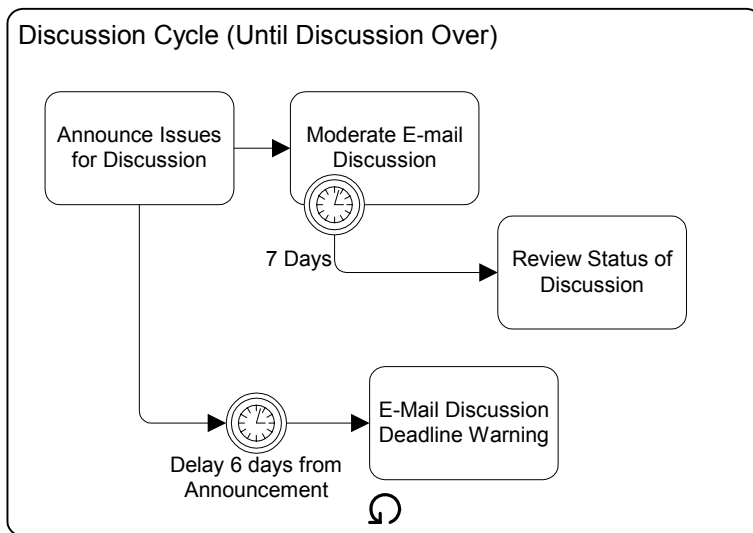 Discussion Cycle (Until Discussion Over)
Announce Issues
for Discussion
Moderate E-mail
Discussion
7 Days
Review Status of
Discussion
E-Mail Discussion
Deadline Warning
Delay 6 days from
Announcement